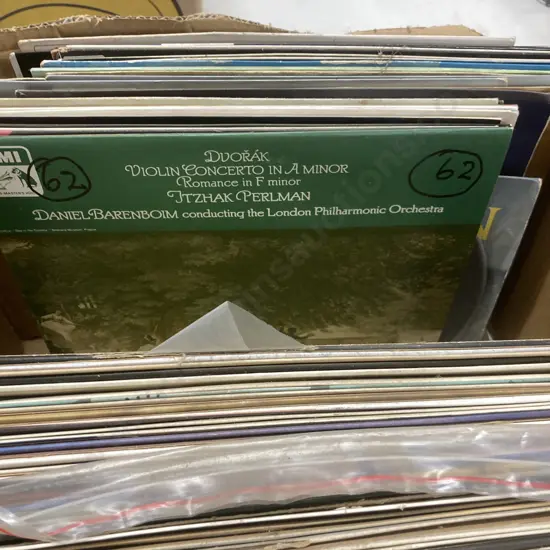 DVOŘÁK
VIOLIN CONCERTO IN A MINOR
Romance in F minor
ITZHAK PERLMAN
DANIEL BARENBOIM conducting the London Philharmonic Orchestra
62
62